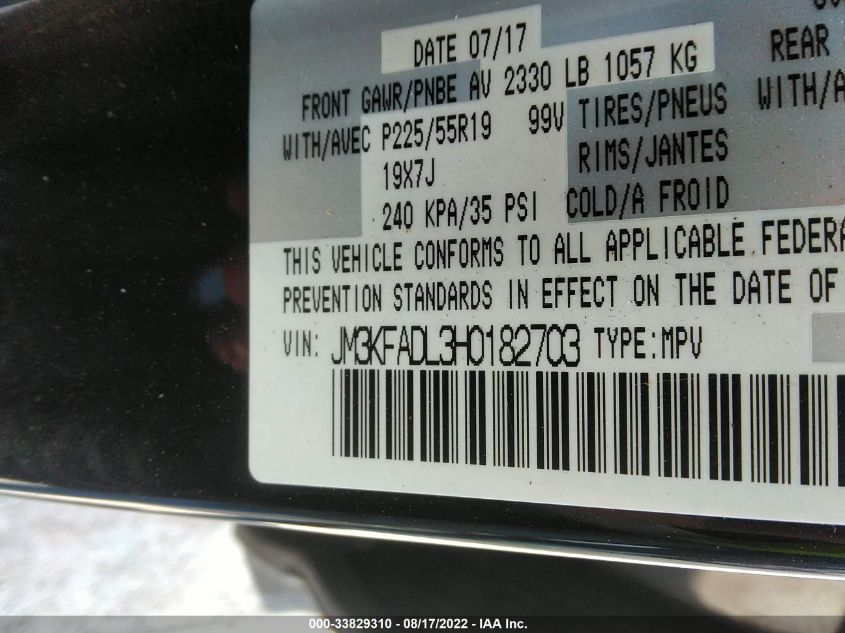 DATE 07/17
FRONT GAWR/PNBE AV 2330 LB 1057 KG
REAR
WITH/AVEC P225/55R19 99V TIRES/PNEUS
WITH/A
19X7J RIMS/JANTES
240 KPA/35 PSI COLD/A FROID
THIS VEHICLE CONFORMS TO ALL APPLICABLE FEDERA
PREVENTION STANDARDS IN EFFECT ON THE DATE OF
VIN: JM3KFADL3H0182703 TYPE:MPV
000-33829310 - 08/17/2022 - IAA Inc.